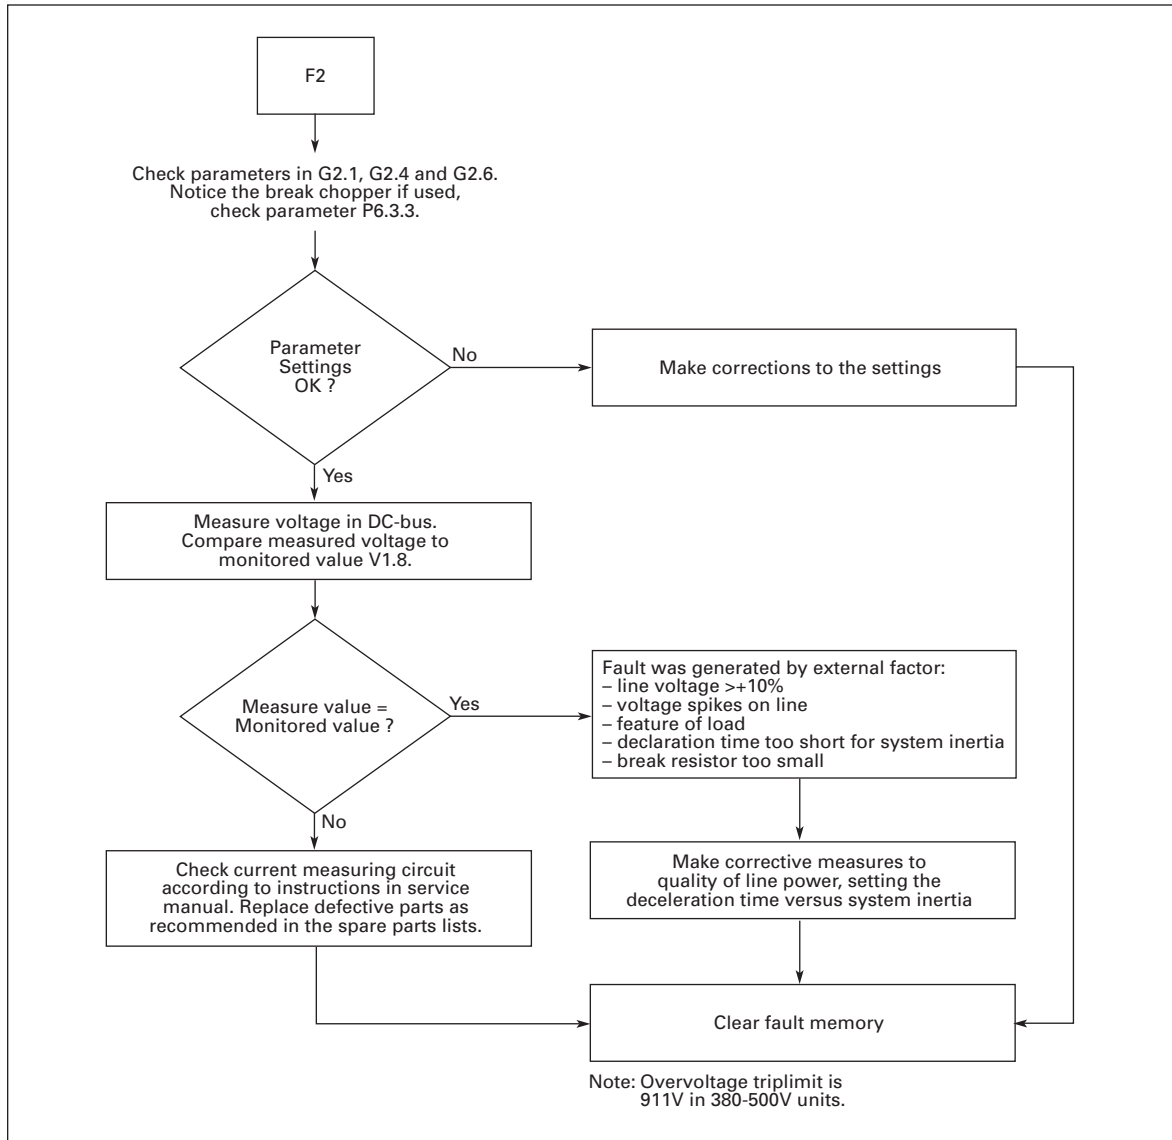 F2
Check parameters in G2.1, G2.4 and G2.6.
Notice the break chopper if used,
check parameter P6.3.3.
Parameter
Settings
OK ?
No
Make corrections to the settings
Yes
Measure voltage in DC-bus.
Compare measured voltage to
monitored value V1.8.
Measure value =
Monitored value ?
Yes
Fault was generated by external factor:
– line voltage >+10%
– voltage spikes on line
– feature of load
– declaration time too short for system inertia
– break resistor too small
No
Check current measuring circuit
according to instructions in service
manual. Replace defective parts as
recommended in the spare parts lists.
Make corrective measures to
quality of line power, setting the
deceleration time versus system inertia
Clear fault memory
Note: Overvoltage triplimit is
911V in 380-500V units.